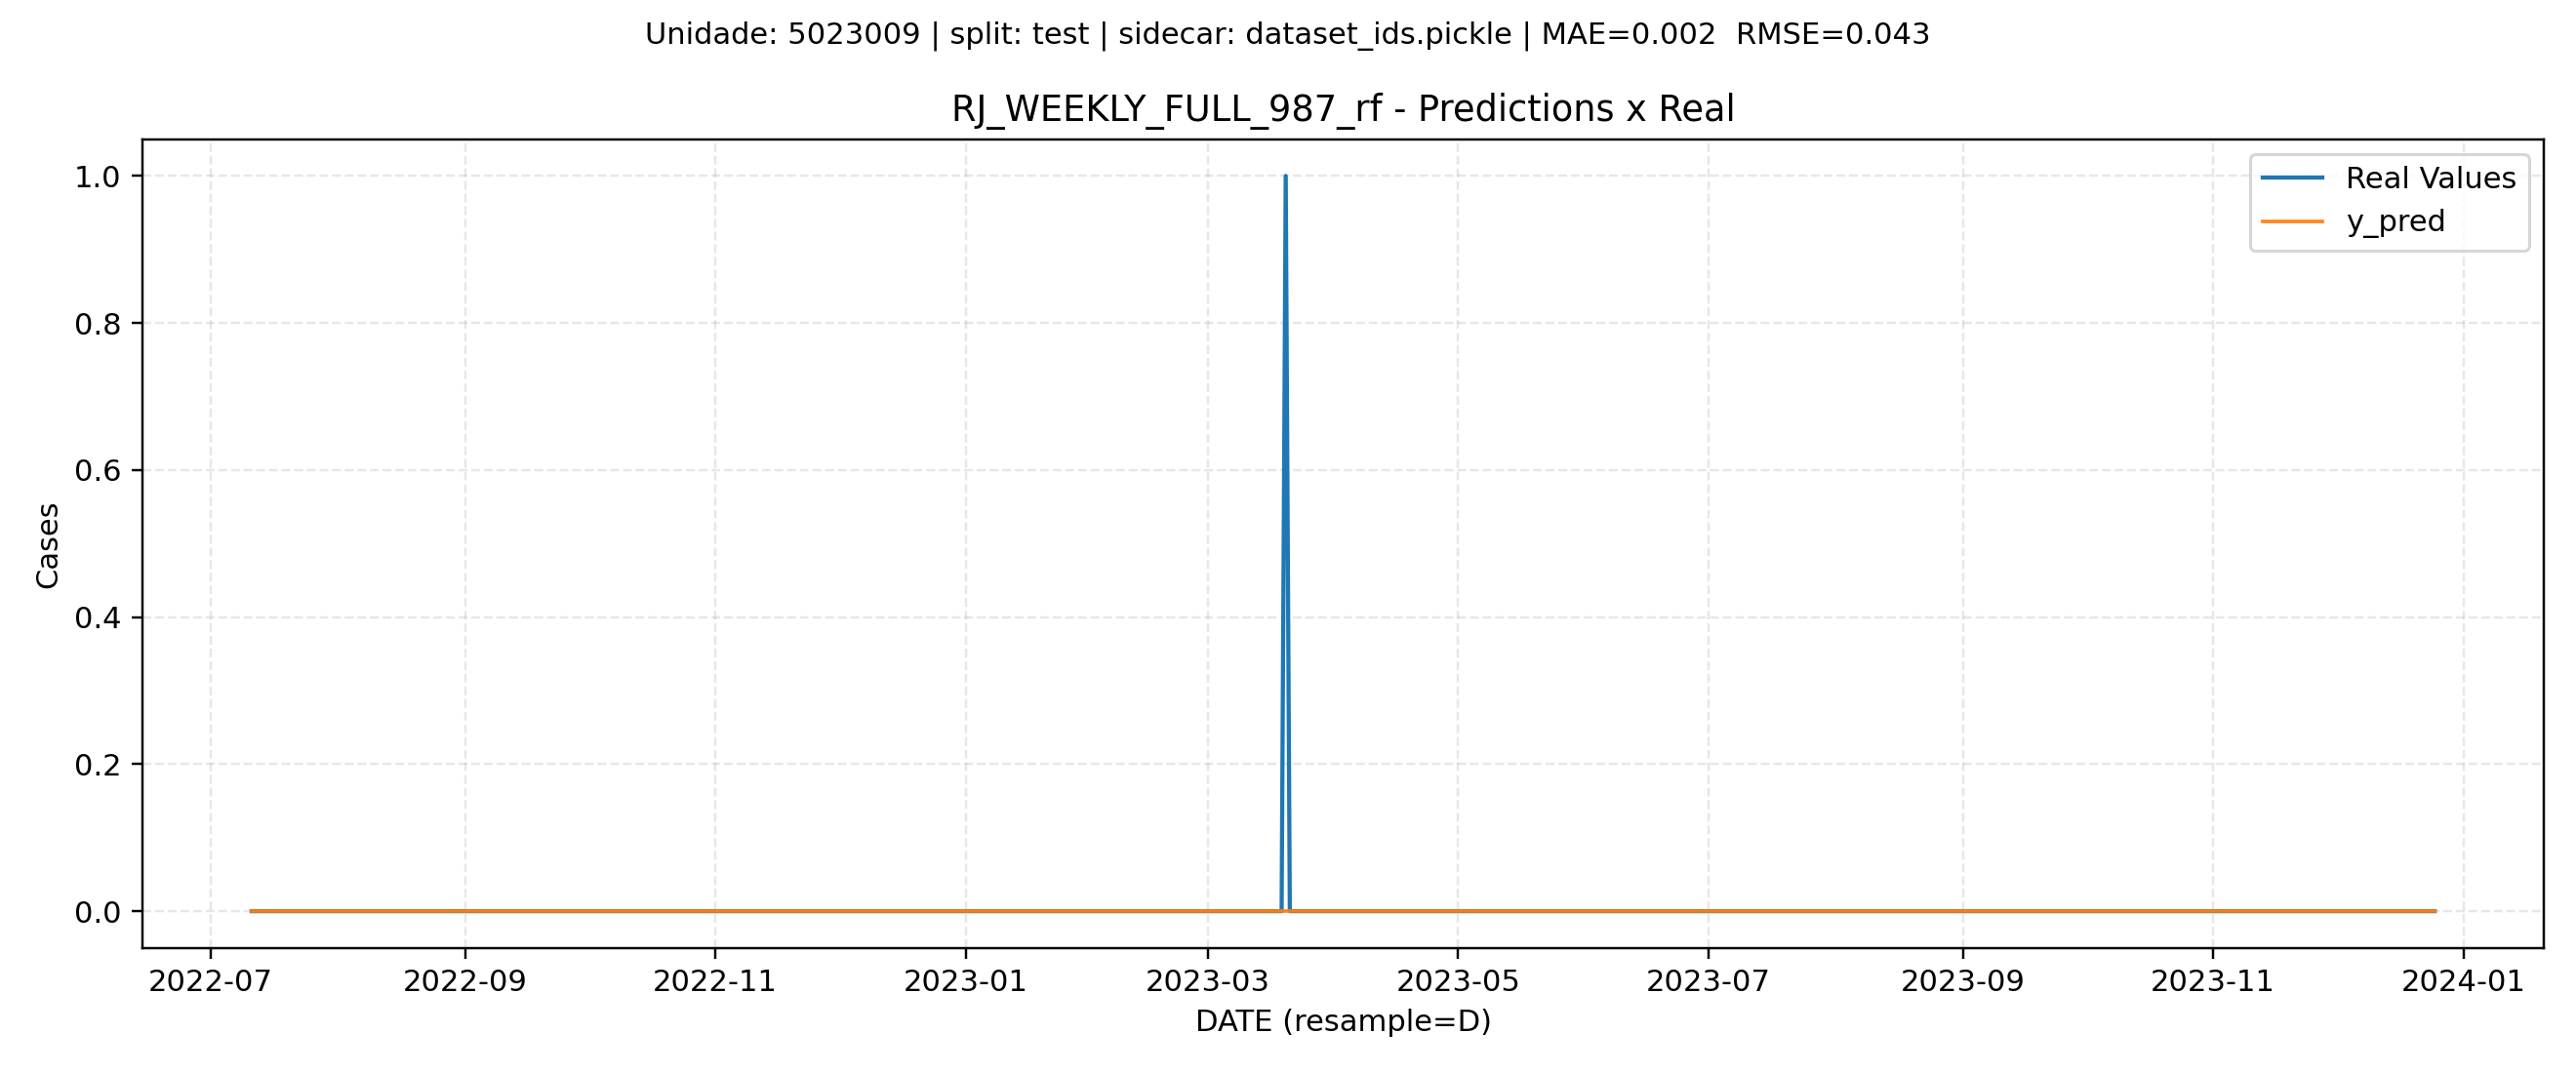 Unidade: 5023009 | split: test | sidecar: dataset_ids.pickle | MAE=0.002  RMSE=0.043
RJ_WEEKLY_FULL_987_rf - Predictions x Real
Real Values
y_pred
1.0
0.8
0.6
0.4
0.2
0.0
Cases
2022-07
2022-09
2022-11
2023-01
2023-03
2023-05
2023-07
2023-09
2023-11
2024-01
DATE (resample=D)